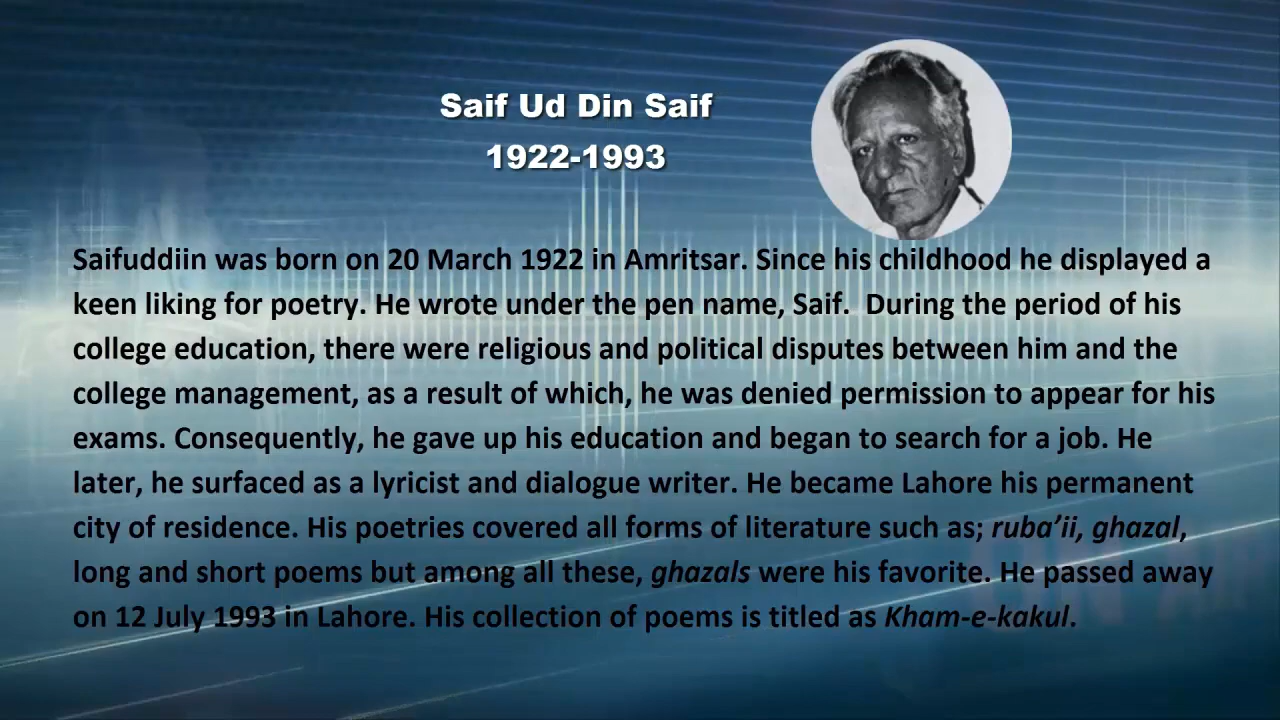 Saif Ud Din Saif
1922-1993
Saifuddiin was born on 20 March 1922 in Amritsar. Since his childhood he displayed a
keen liking for poetry. He wrote under the pen name, Saif.  During the period of his
college education, there were religious and political disputes between him and the
college management, as a result of which, he was denied permission to appear for his
exams. Consequently, he gave up his education and began to search for a job. He
later, he surfaced as a lyricist and dialogue writer. He became Lahore his permanent
city of residence. His poetries covered all forms of literature such as; ruba’ii, ghazal,
long and short poems but among all these, ghazals were his favorite. He passed away
on 12 July 1993 in Lahore. His collection of poems is titled as Kham-e-kakul.